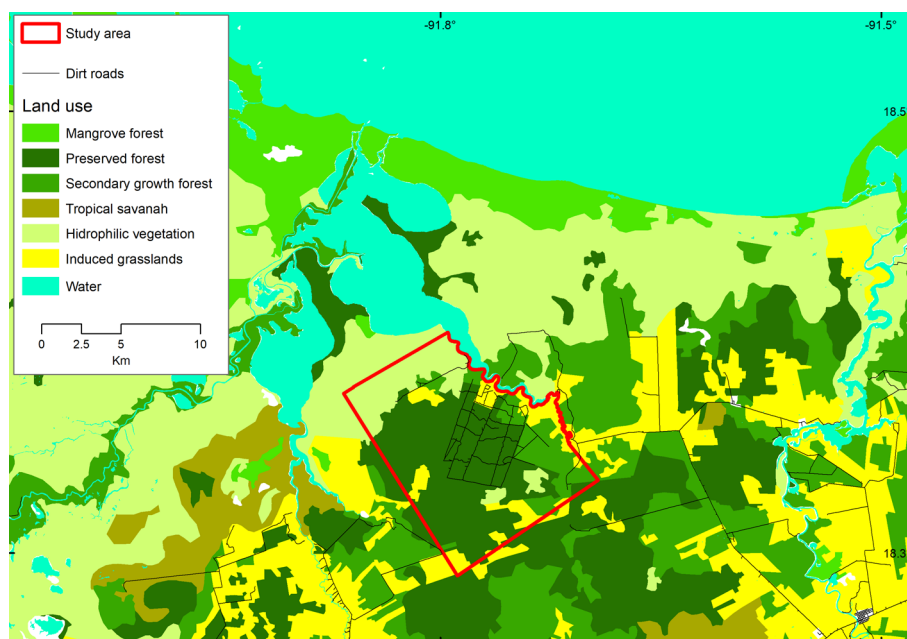 -91.8°
-91.5°
Study area
Dirt roads
Land use
Mangrove forest
Preserved forest
Secondary growth forest
Tropical savanah
Hidrophilic vegetation
Induced grasslands
Water
0 2.5 5 10
Km
18.5
18.3